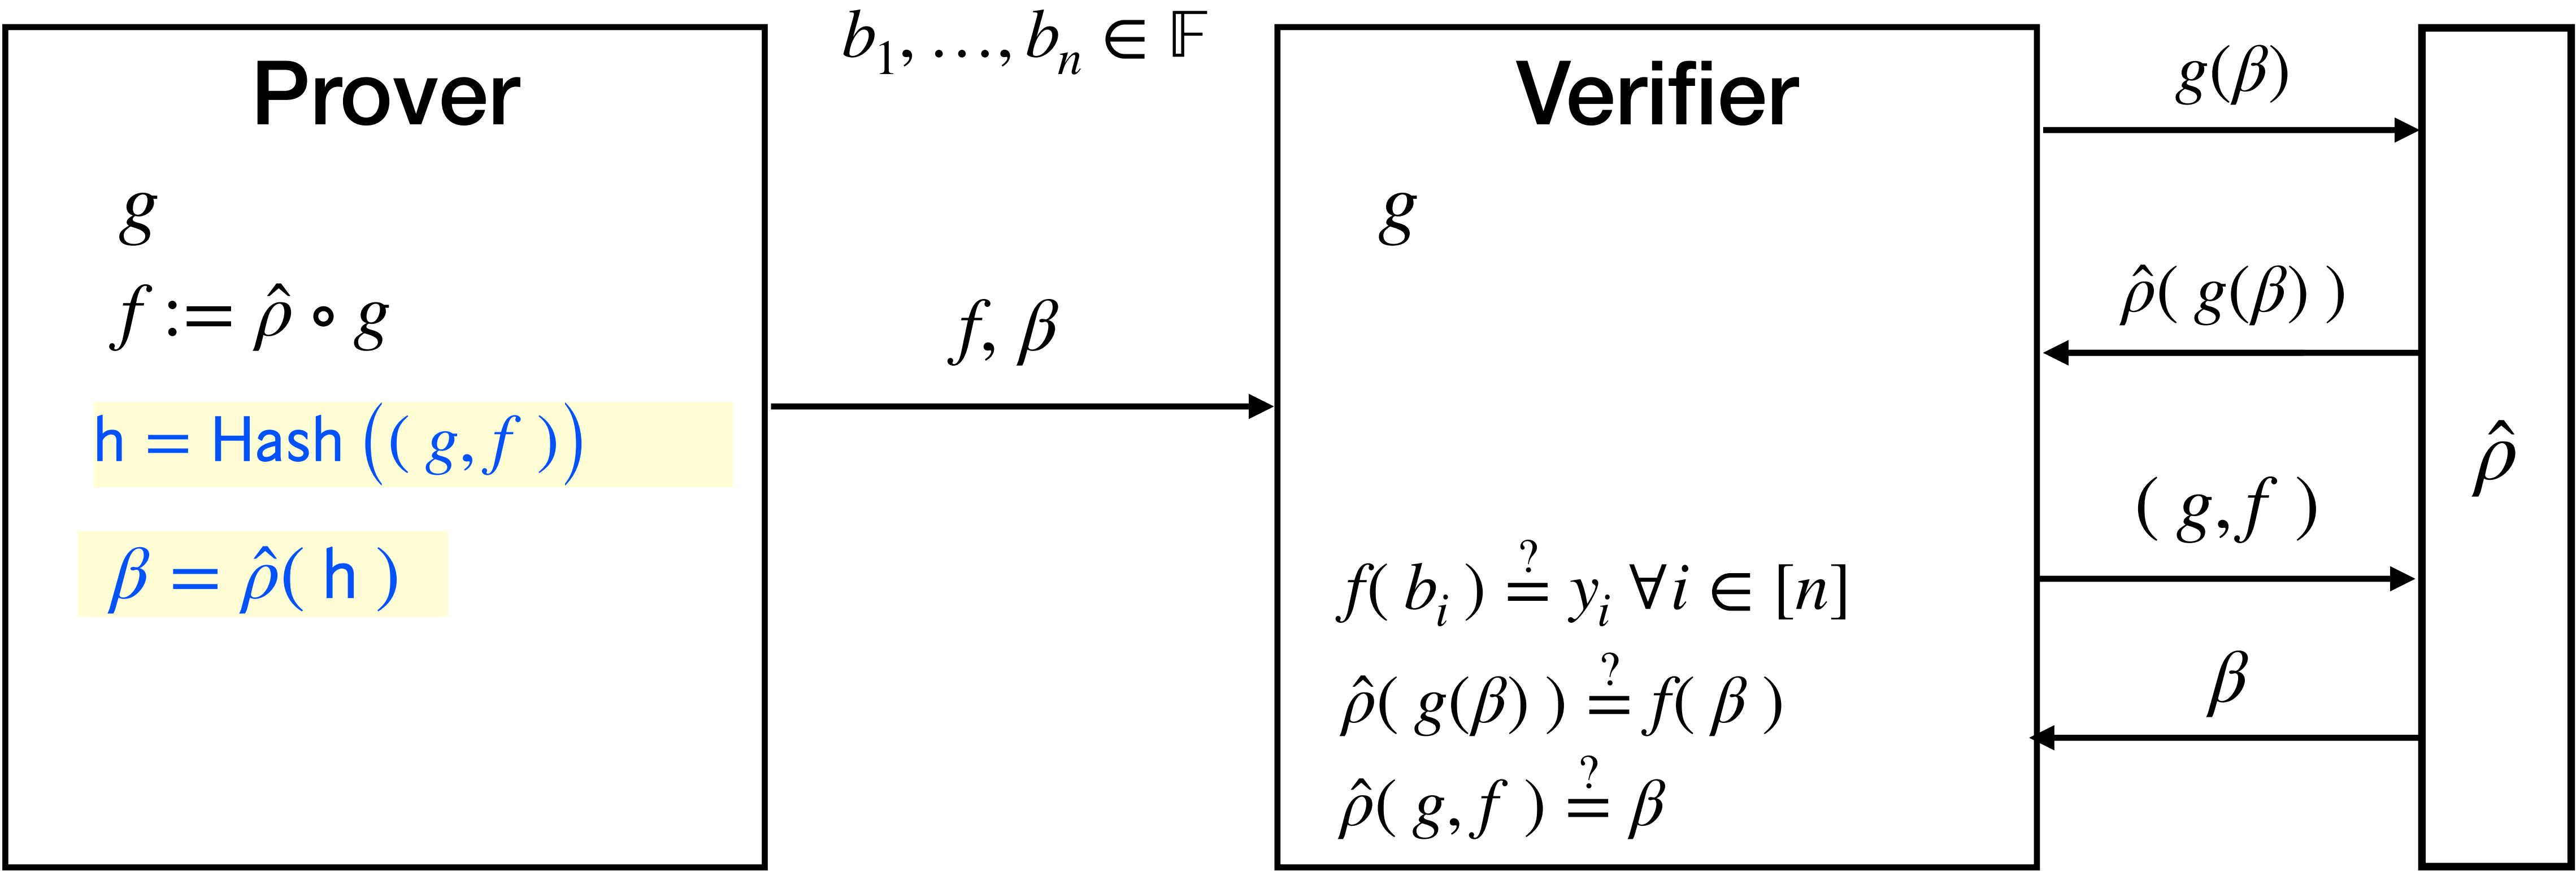 Prover
g
f := ρ̂ ∘ g
h = Hash (( g, f ))
β = ρ̂( h )
b₁, …, bₙ ∈ 𝔽
f, β
Verifier
g
f( bᵢ ) ≟ yᵢ ∀i ∈ [n]
ρ̂( g(β) ) ≟ f( β )
ρ̂( g, f ) ≟ β
g(β)
ρ̂( g(β) )
( g, f )
β
ρ̂